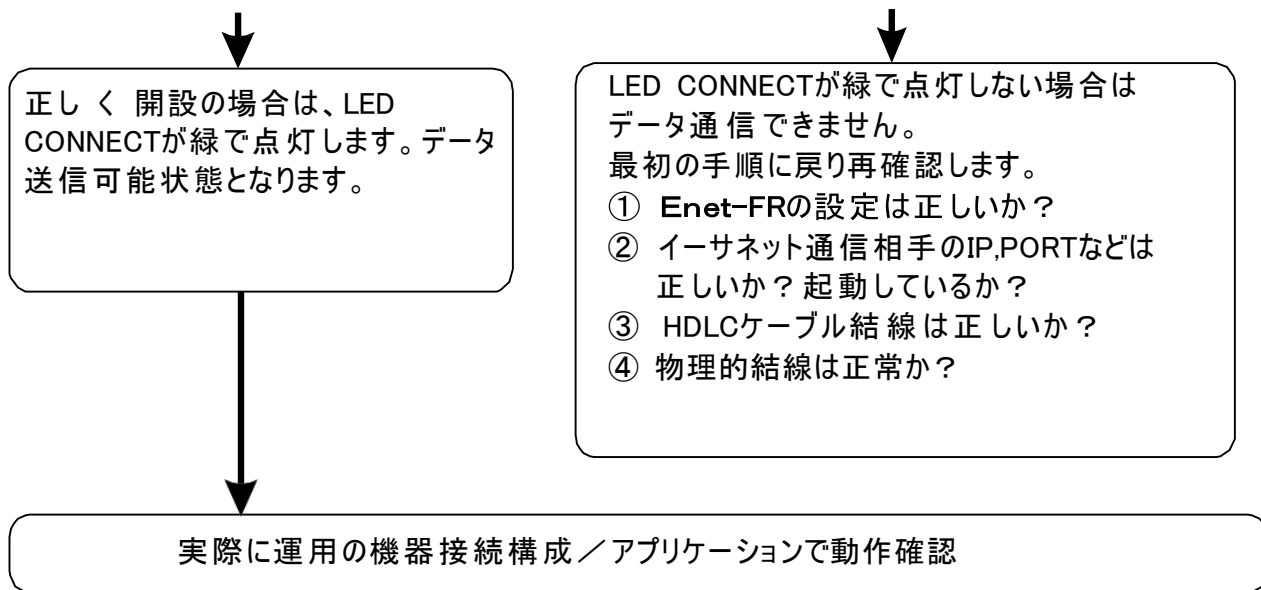 正しく開設の場合は、LED
CONNECTが緑で点灯します。データ
送信可能状態となります。
LED CONNECTが緑で点灯しない場合は
データ通信できません。
最初の手順に戻り再確認します。
① Enet-FRの設定は正しいか？
② イーサネット通信相手のIP,PORTなどは
正しいか？起動しているか？
③ HDLCケーブル結線は正しいか？
④ 物理的結線は正常か？
実際に運用の機器接続構成／アプリケーションで動作確認